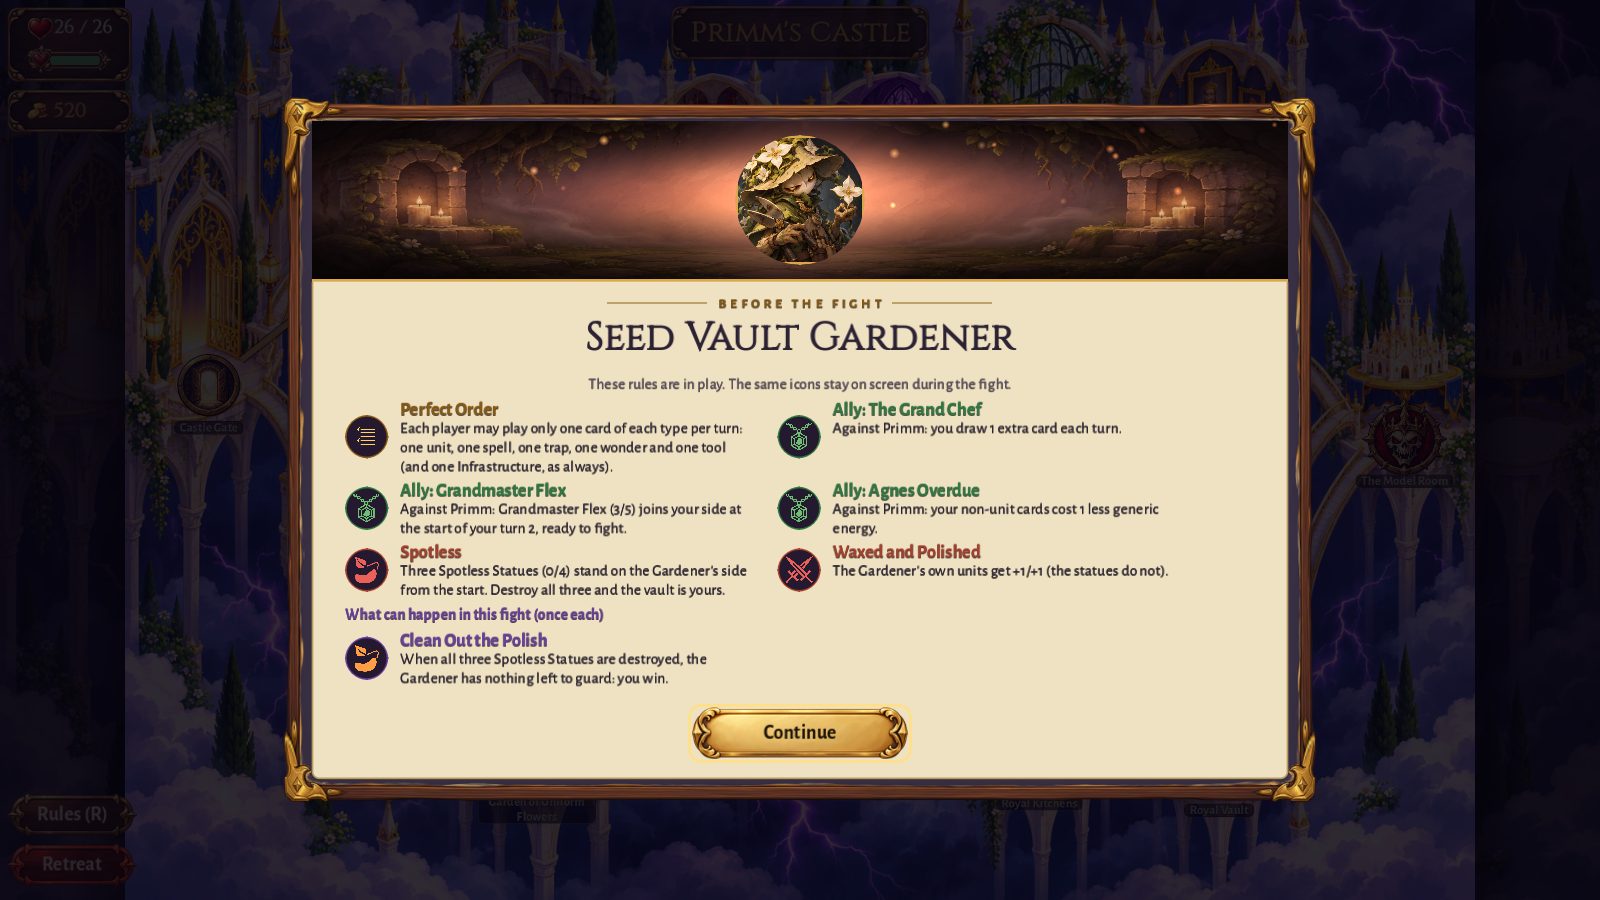 26 / 26
PRIMM'S CASTLE
520
BEFORE THE FIGHT
SEED VAULT GARDENER
These rules are in play. The same icons stay on screen during the fight.
Perfect Order
Each player may play only one card of each type per turn:
one unit, one spell, one trap, one wonder and one tool
(and one Infrastructure, as always).
Ally: The Grand Chef
Against Primm: you draw 1 extra card each turn.
Ally: Grandmaster Flex
Against Primm: Grandmaster Flex (3/5) joins your side at
the start of your turn 2, ready to fight.
Ally: Agnes Overdue
Against Primm: your non-unit cards cost 1 less generic
energy.
Spotless
Three Spotless Statues (0/4) stand on the Gardener's side
from the start. Destroy all three and the vault is yours.
Waxed and Polished
The Gardener's own units get +1/+1 (the statues do not).
What can happen in this fight (once each)
Clean Out the Polish
When all three Spotless Statues are destroyed, the
Gardener has nothing left to guard: you win.
Continue
Castle Gate
The Model Room
Garden of Uniform
Flowers
Royal Kitchens
Royal Vault
Rules (R)
Retreat